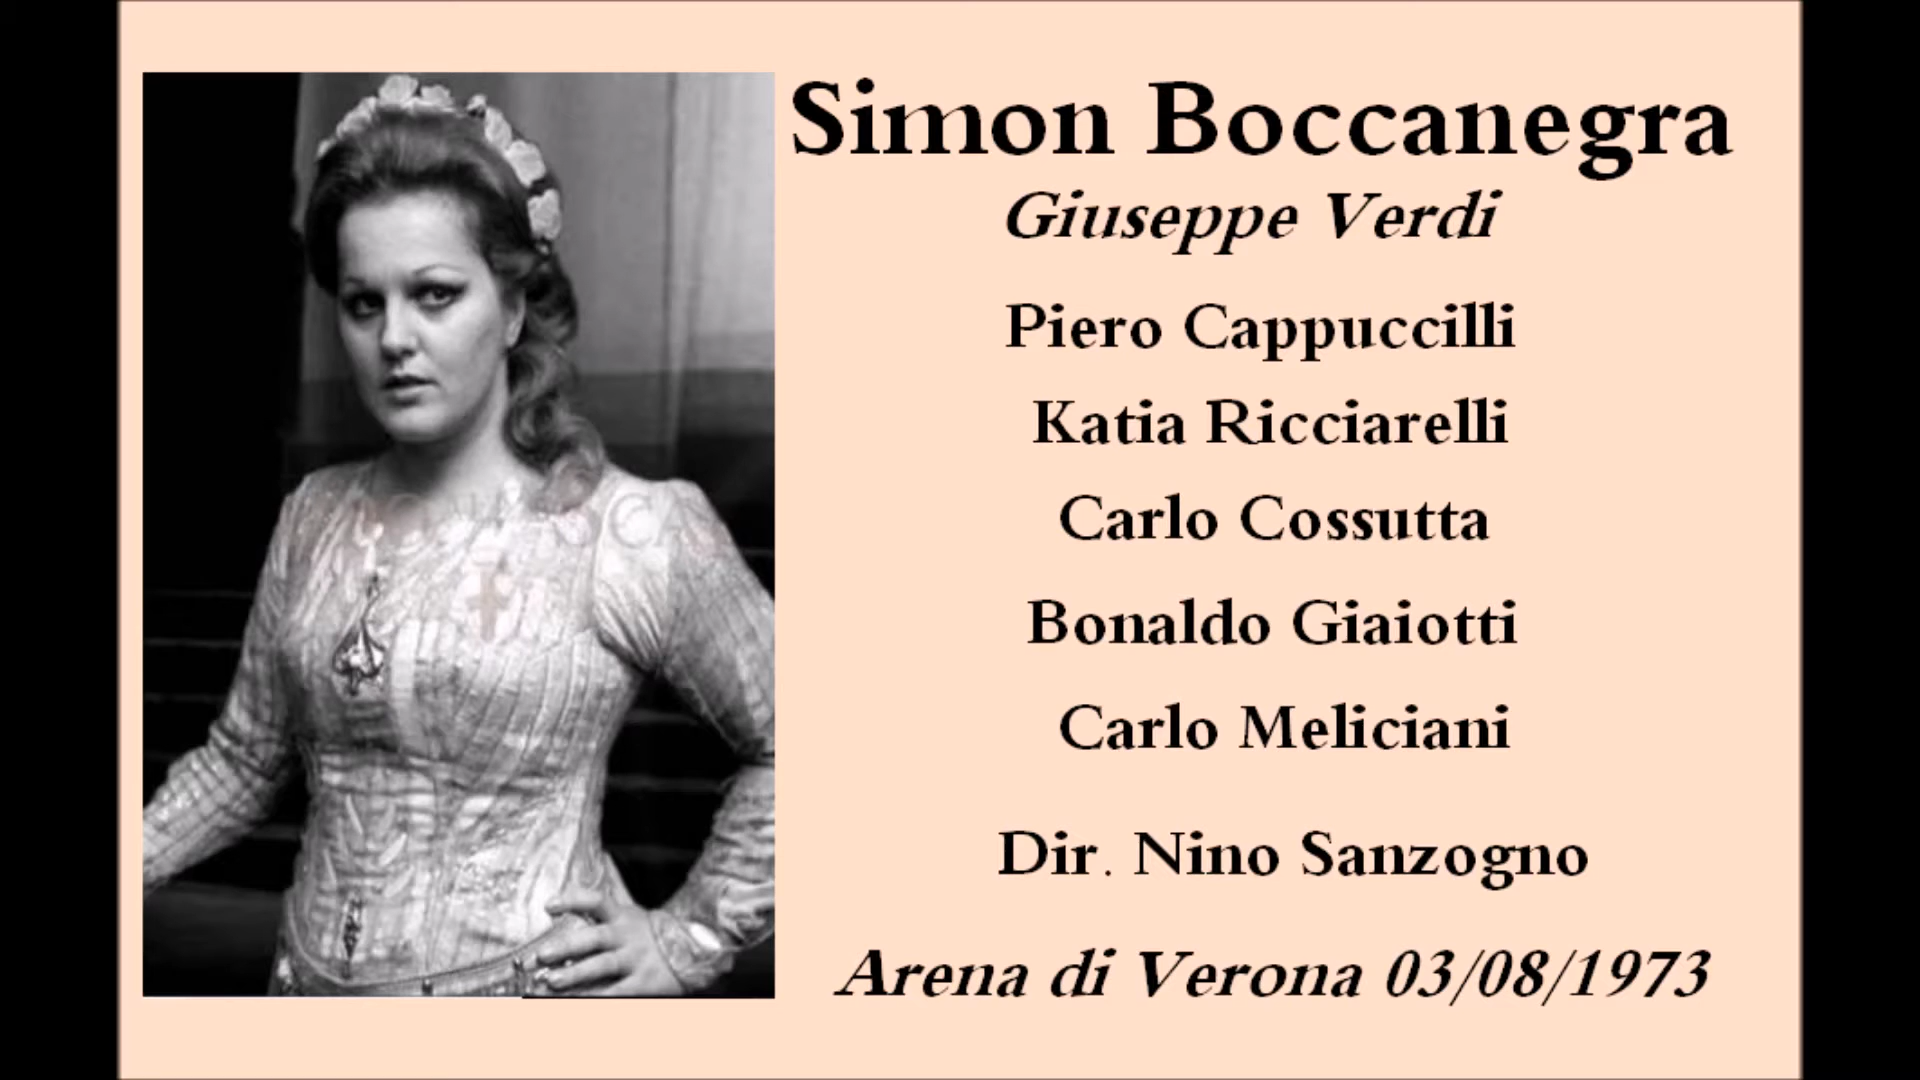 Simon Boccanegra
Giuseppe Verdi
Piero Cappuccilli
Katia Ricciarelli
Carlo Cossutta
Bonaldo Giaiotti
Carlo Meliciani
Dir. Nino Sanzogno
Arena di Verona 03/08/1973